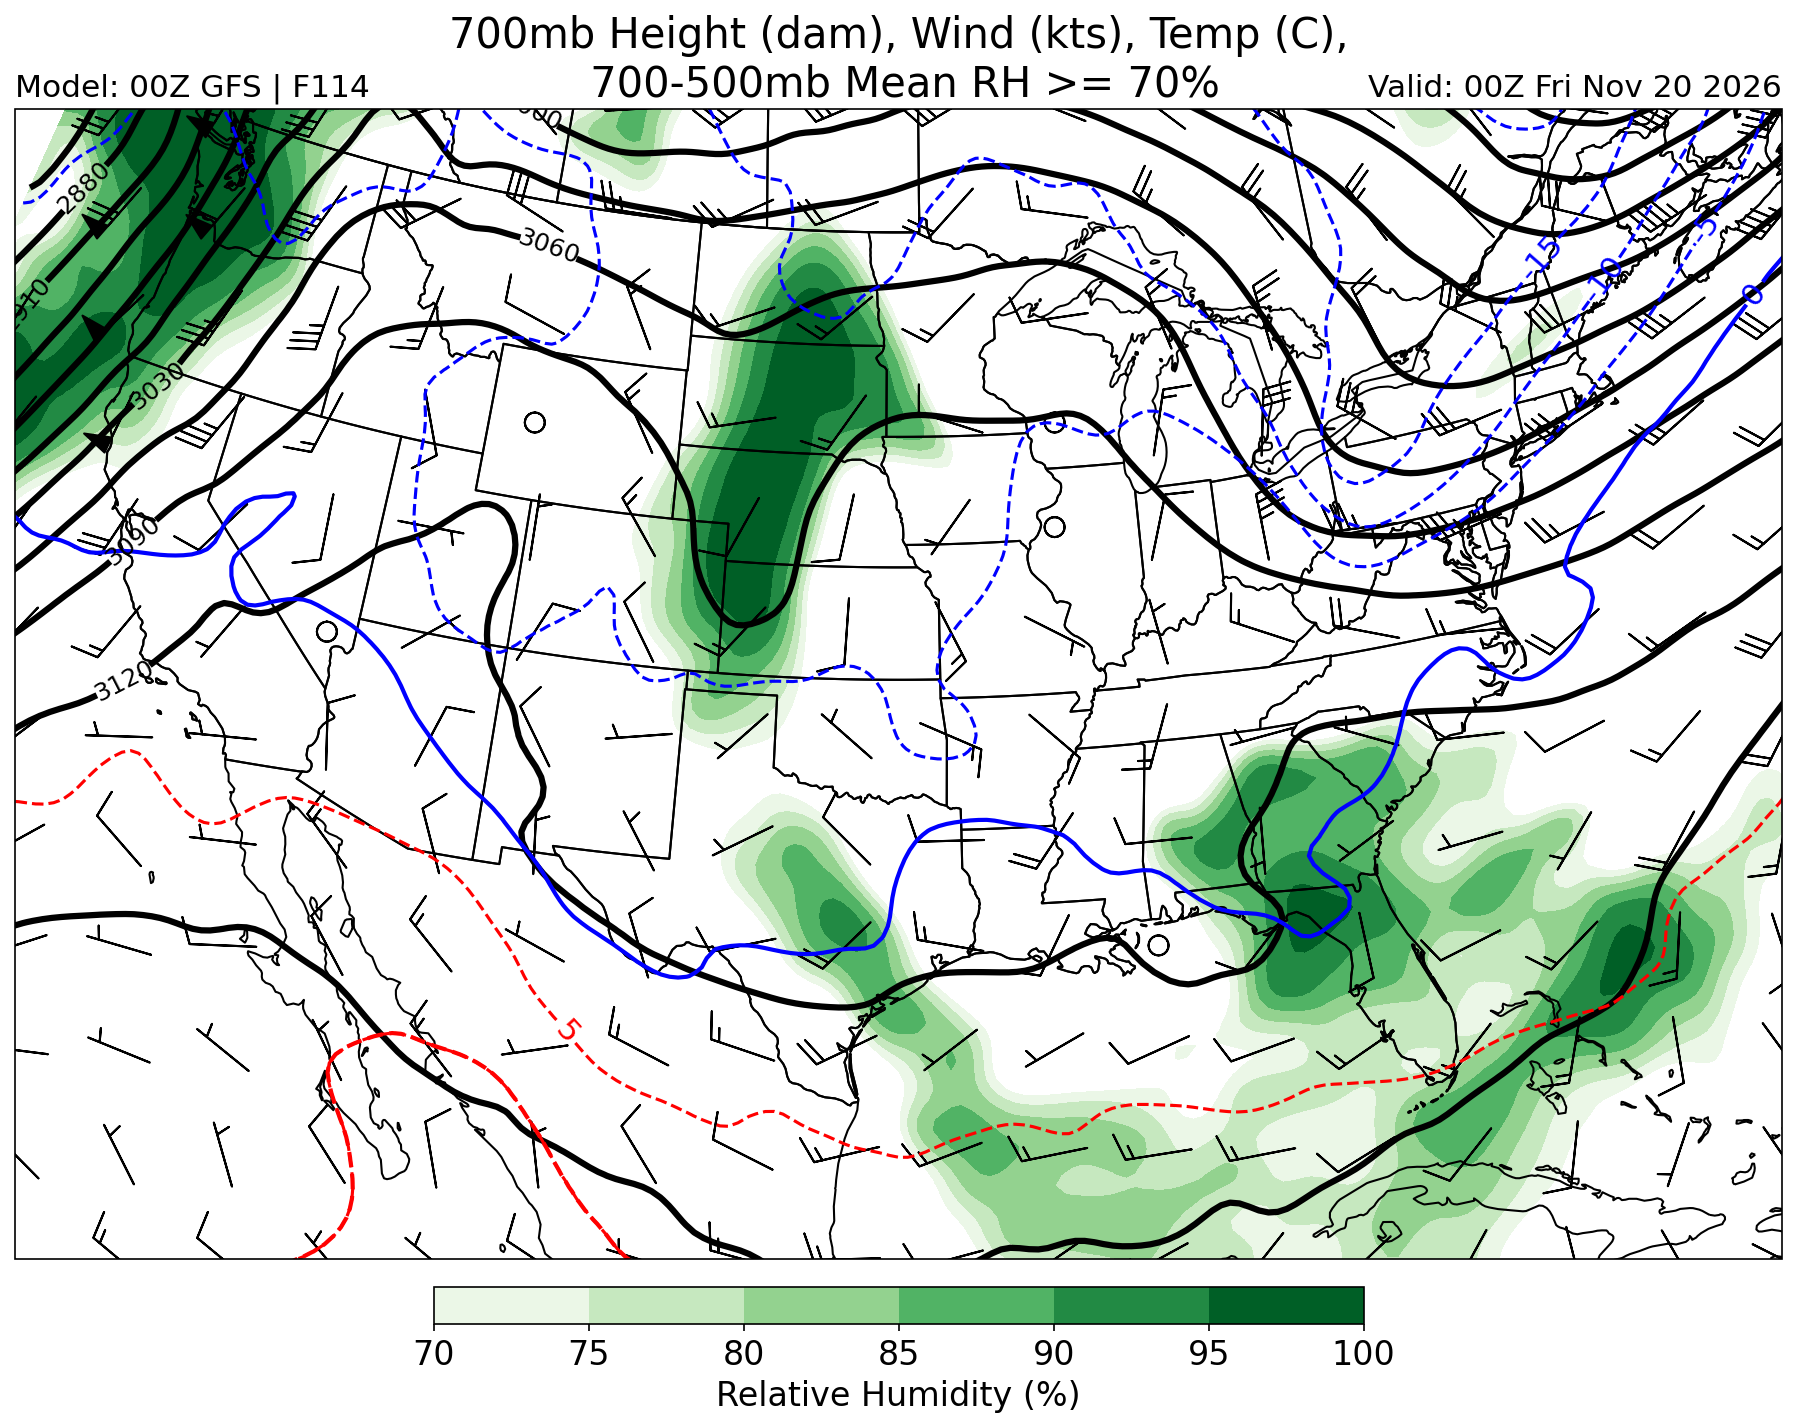 700mb Height (dam), Wind (kts), Temp (C),
700-500mb Mean RH >= 70%
Model: 00Z GFS | F114
Valid: 00Z Fri Nov 20 2026
2880
3060
-15
-10
-5
0
3030
3090
3120
5
70 75 80 85 90 95 100
Relative Humidity (%)